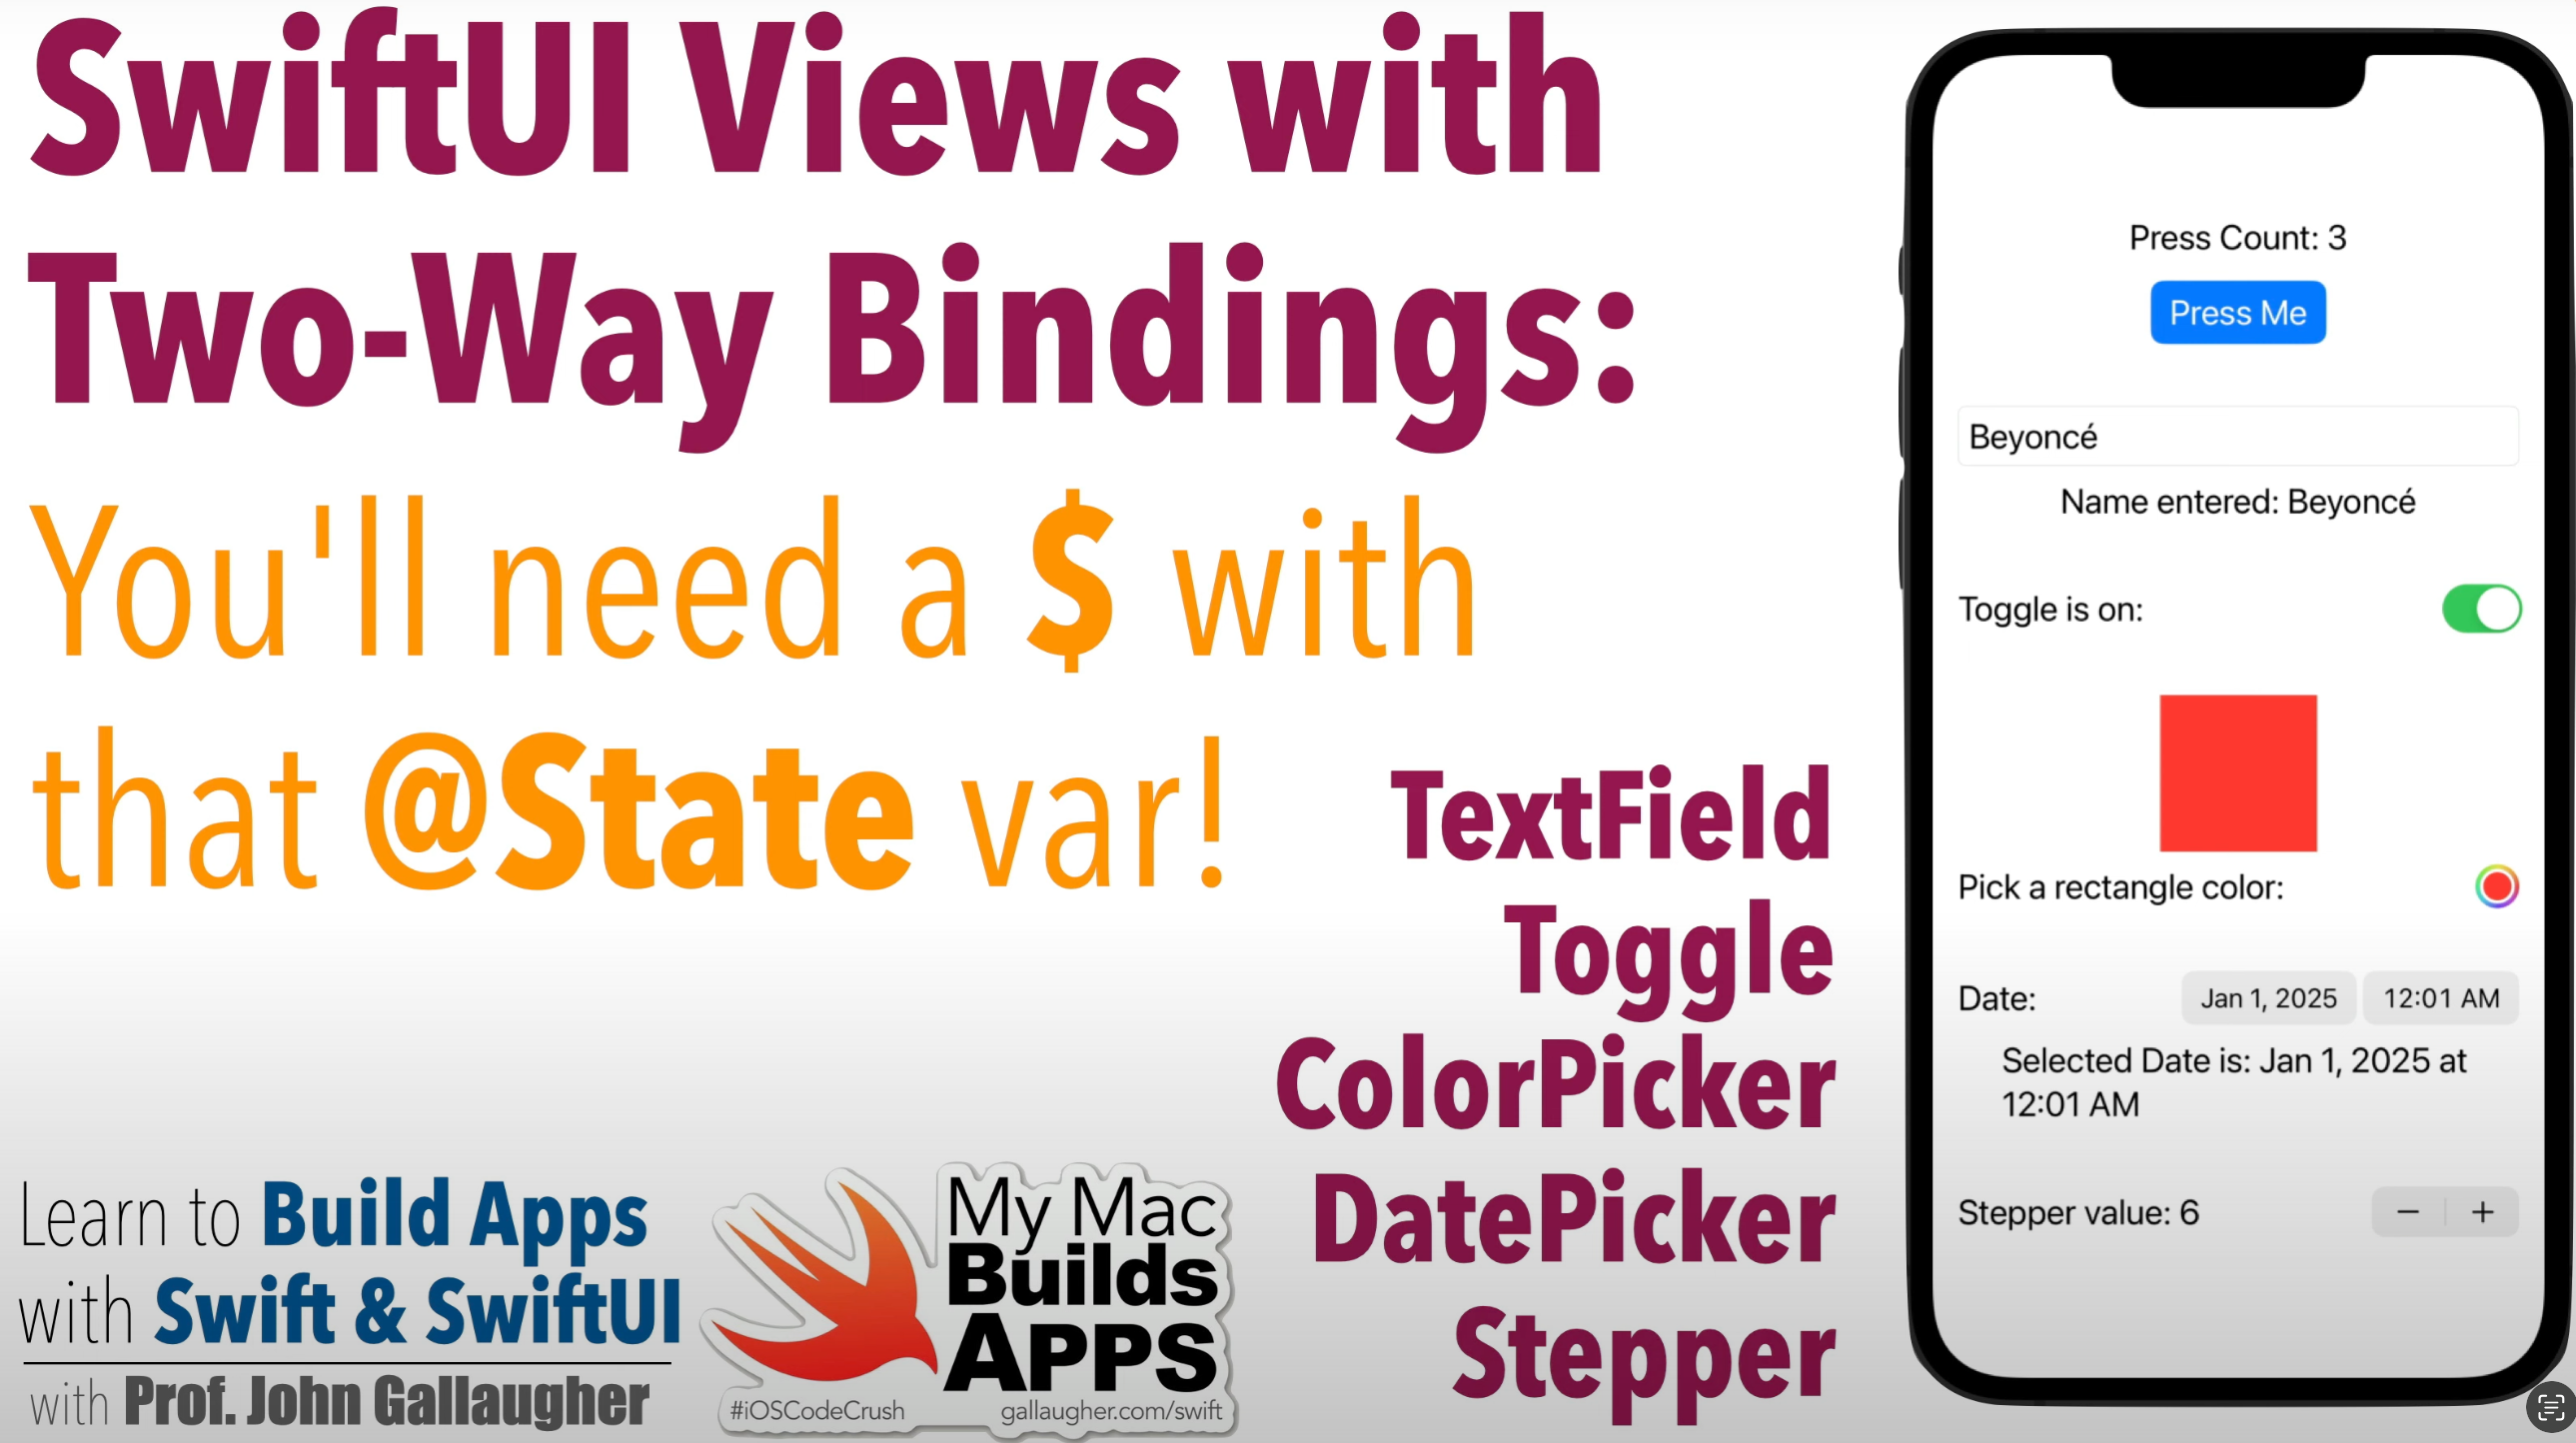 SwiftUI Views with
Two-Way Bindings:
You'll need a $ with
that @State var!
TextField
Toggle
ColorPicker
DatePicker
Stepper
Learn to Build Apps
with Swift & SwiftUI
with Prof. John Gallaugher
My Mac
Builds
APPS
#iOSCodeCrush
gallaugher.com/swift
Press Count: 3
Press Me
Beyoncé
Name entered: Beyoncé
Toggle is on:
Pick a rectangle color:
Date:
Jan 1, 2025
12:01 AM
Selected Date is: Jan 1, 2025 at
12:01 AM
Stepper value: 6
− +